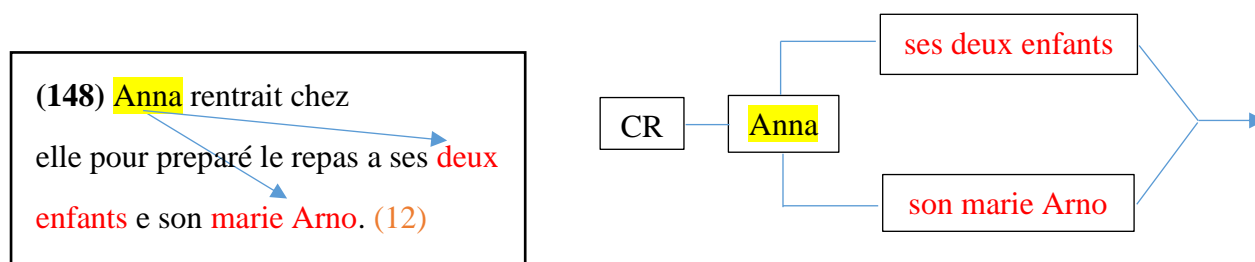 (148) Anna rentrait chez
elle pour preparé le repas a ses deux
enfants e son marie Arno. (12)
CR
Anna
ses deux enfants
son marie Arno